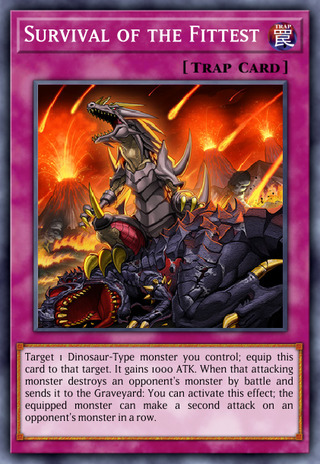 Survival of the Fittest
TRAP
罠
[Trap Card]
Target 1 Dinosaur-Type monster you control; equip this
card to that target. It gains 1000 ATK. When that attacking
monster destroys an opponent's monster by battle and
sends it to the Graveyard: You can activate this effect; the
equipped monster can make a second attack on an
opponent's monster in a row.